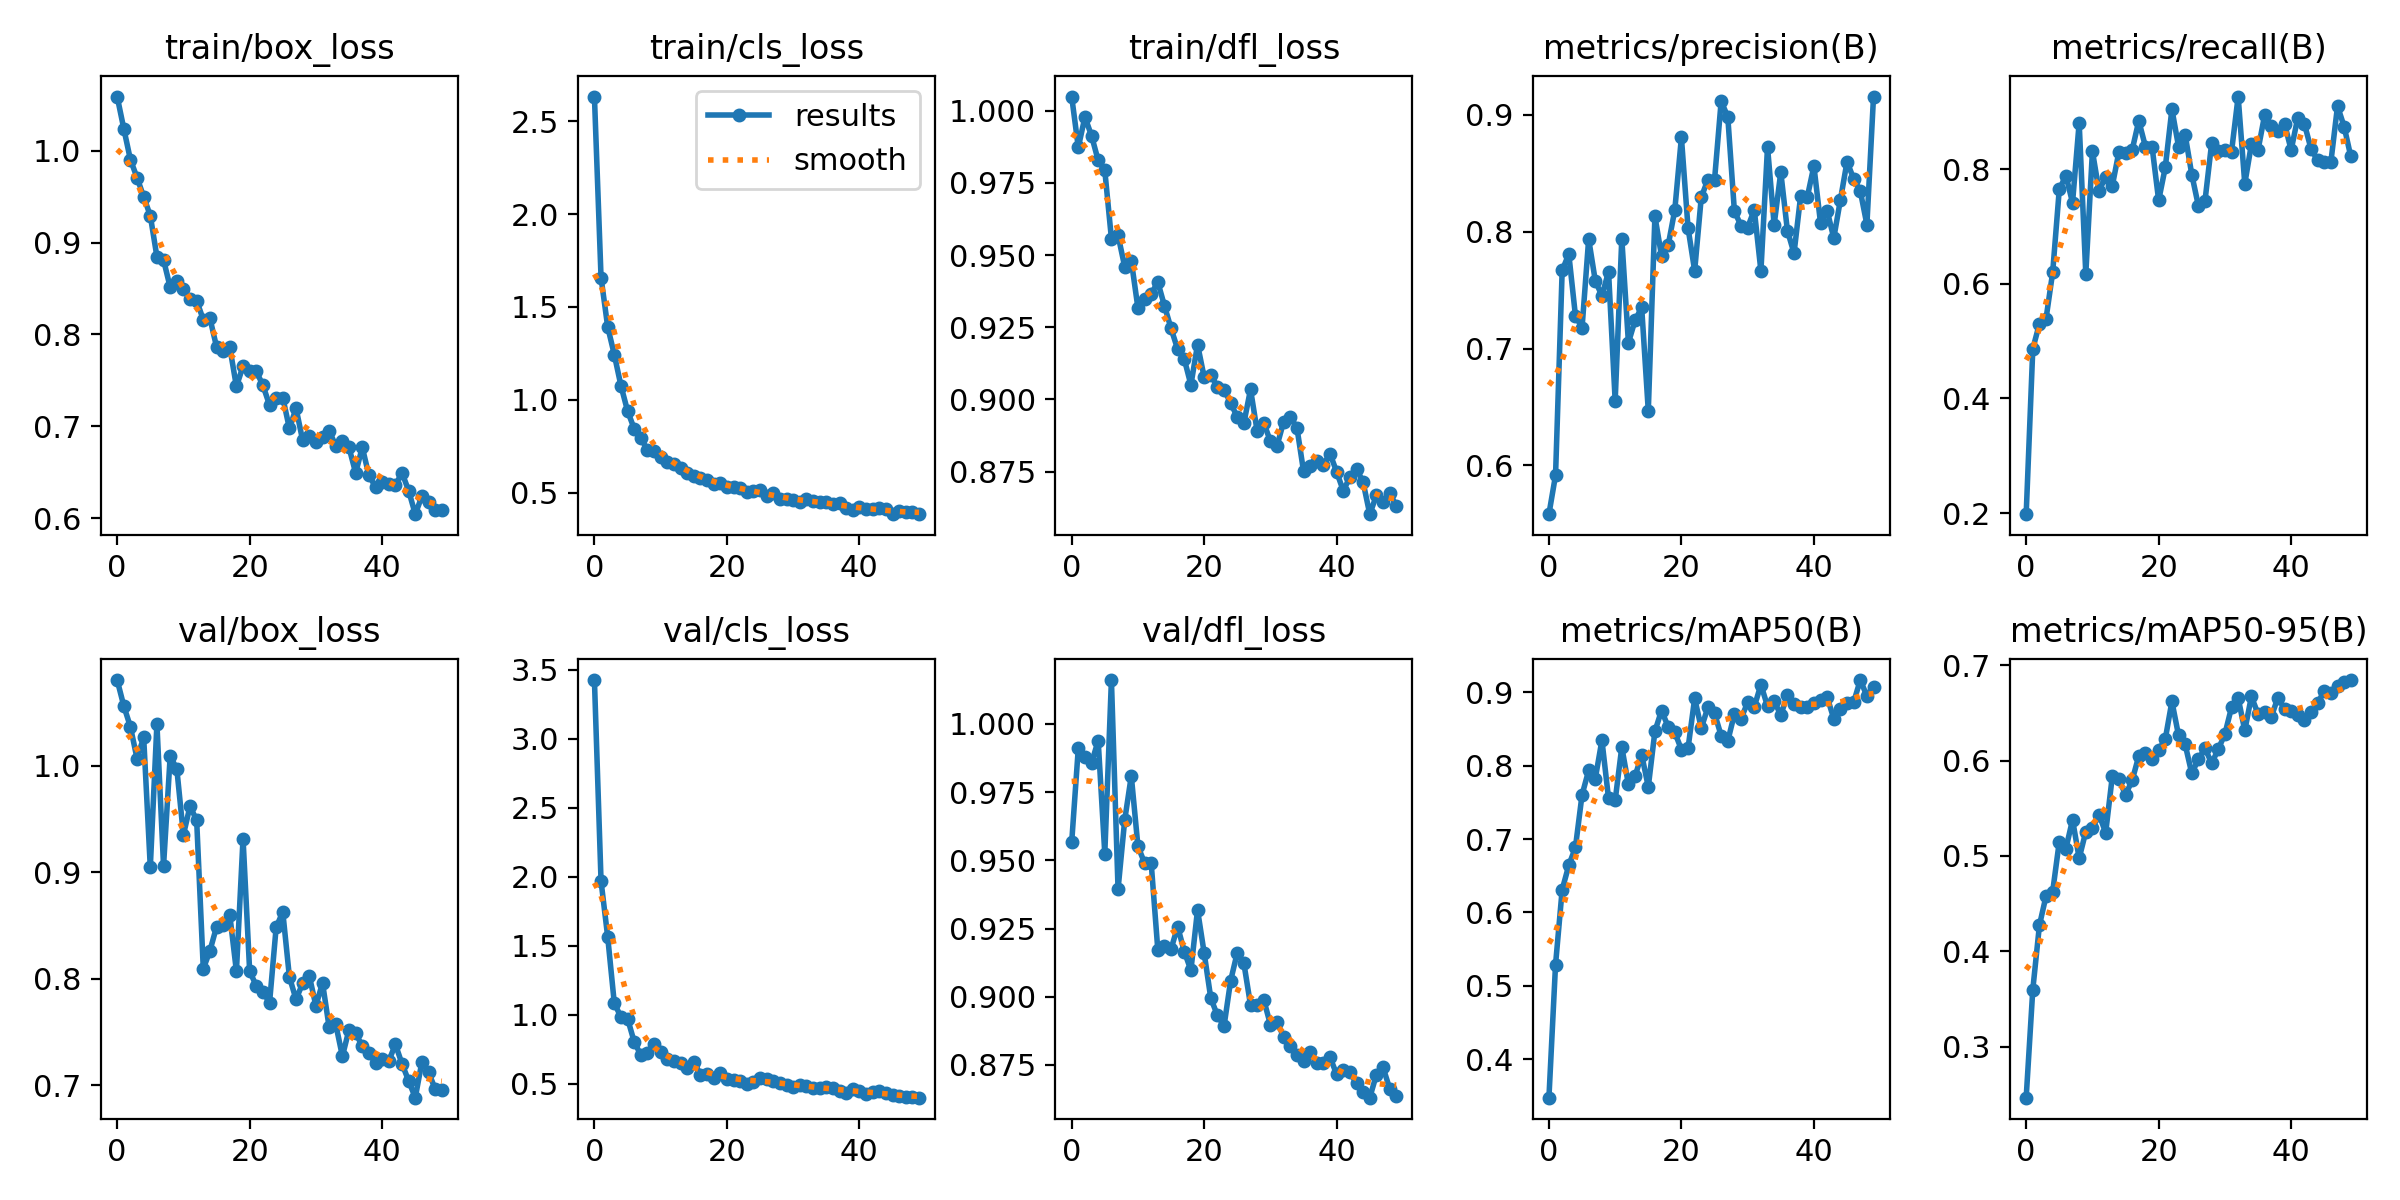 train/box_loss
1.0
0.9
0.8
0.7
0.6
0 20 40
train/cls_loss
results
smooth
2.5
2.0
1.5
1.0
0.5
0 20 40
train/dfl_loss
1.000
0.975
0.950
0.925
0.900
0.875
0 20 40
metrics/precision(B)
0.9
0.8
0.7
0.6
0 20 40
metrics/recall(B)
0.8
0.6
0.4
0.2
0 20 40
val/box_loss
1.0
0.9
0.8
0.7
0 20 40
val/cls_loss
3.5
3.0
2.5
2.0
1.5
1.0
0.5
0 20 40
val/dfl_loss
1.000
0.975
0.950
0.925
0.900
0.875
0 20 40
metrics/mAP50(B)
0.9
0.8
0.7
0.6
0.5
0.4
0 20 40
metrics/mAP50-95(B)
0.7
0.6
0.5
0.4
0.3
0 20 40